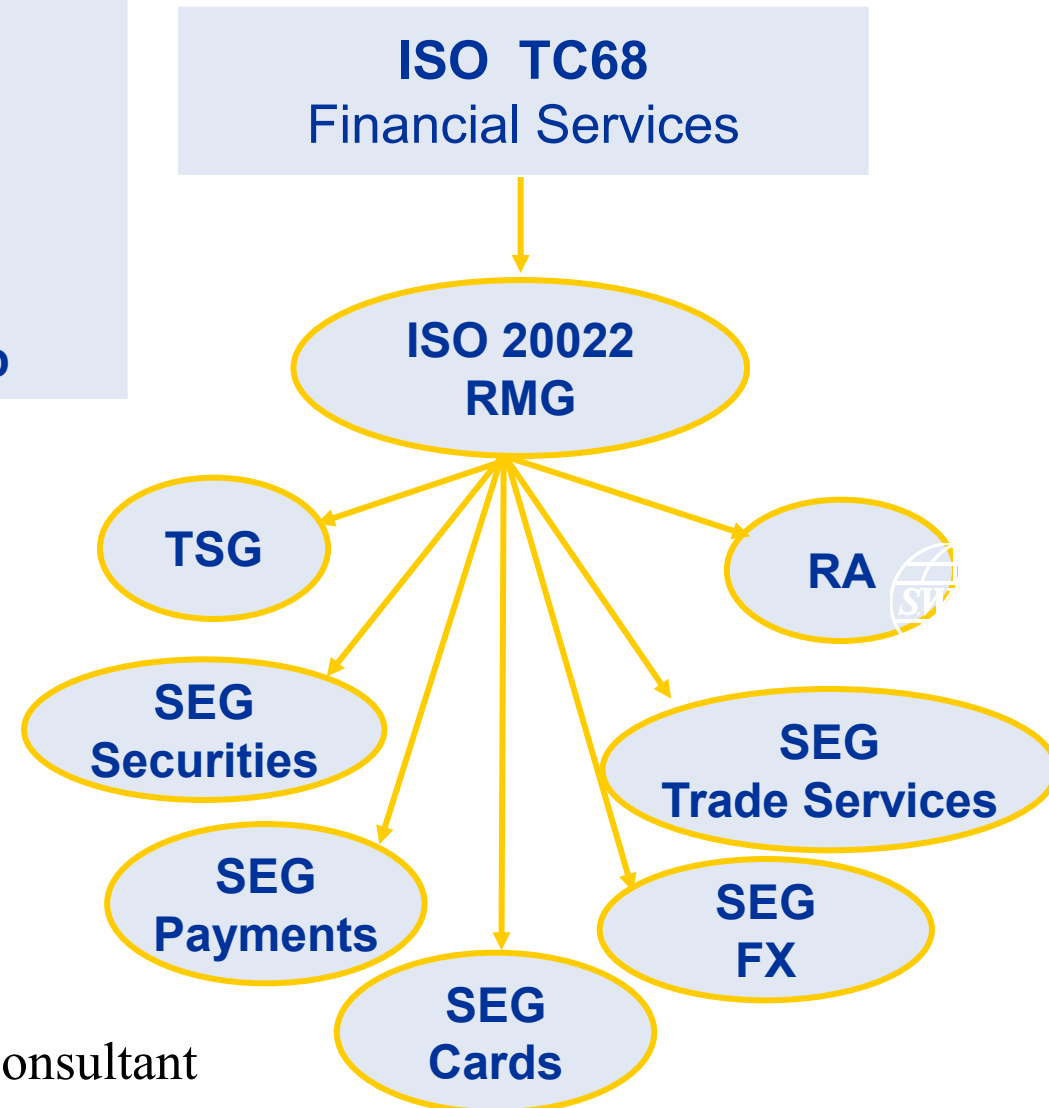 ISO TC68
Financial Services
ISO 20022
RMG
TSG
RA
SEG
Securities
SEG
Trade Services
SEG
Payments
SEG
FX
SEG
Cards